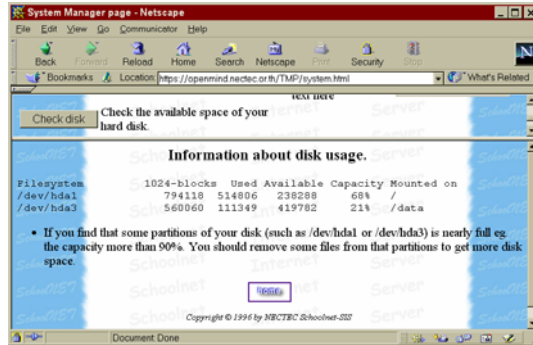 System Manager page - Netscape
File Edit View Go Communicator Help
Back Forward Reload Home Search Netscape Print Security Stop
Bookmarks Location: https://openmind.nectec.or.th/TMP/system.html What's Related
text here
Check disk Check the available space of your
hard disk.
Information about disk usage.
Filesystem 1024-blocks Used Available Capacity Mounted on
/dev/hda1 794118 514806 238288 68% /
/dev/hda3 560060 111349 419782 21% /data
• If you find that some partitions of your disk (such as /dev/hda1 or /dev/hda3) is nearly full eg.
the capacity more than 90%. You should remove some files from that partitions to get more disk
space.
home
Copyright © 1996 by NECTEC Schoolnet-SIS
Document Done